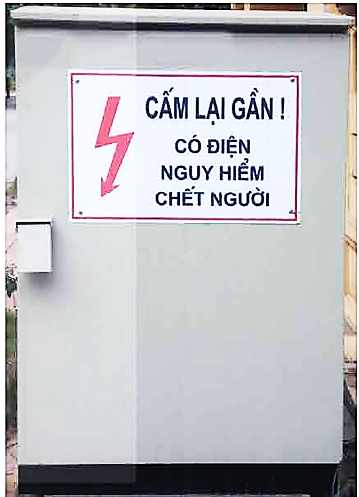 CẤM LẠI GẦN !
CÓ ĐIỆN
NGUY HIỂM
CHẾT NGƯỜI